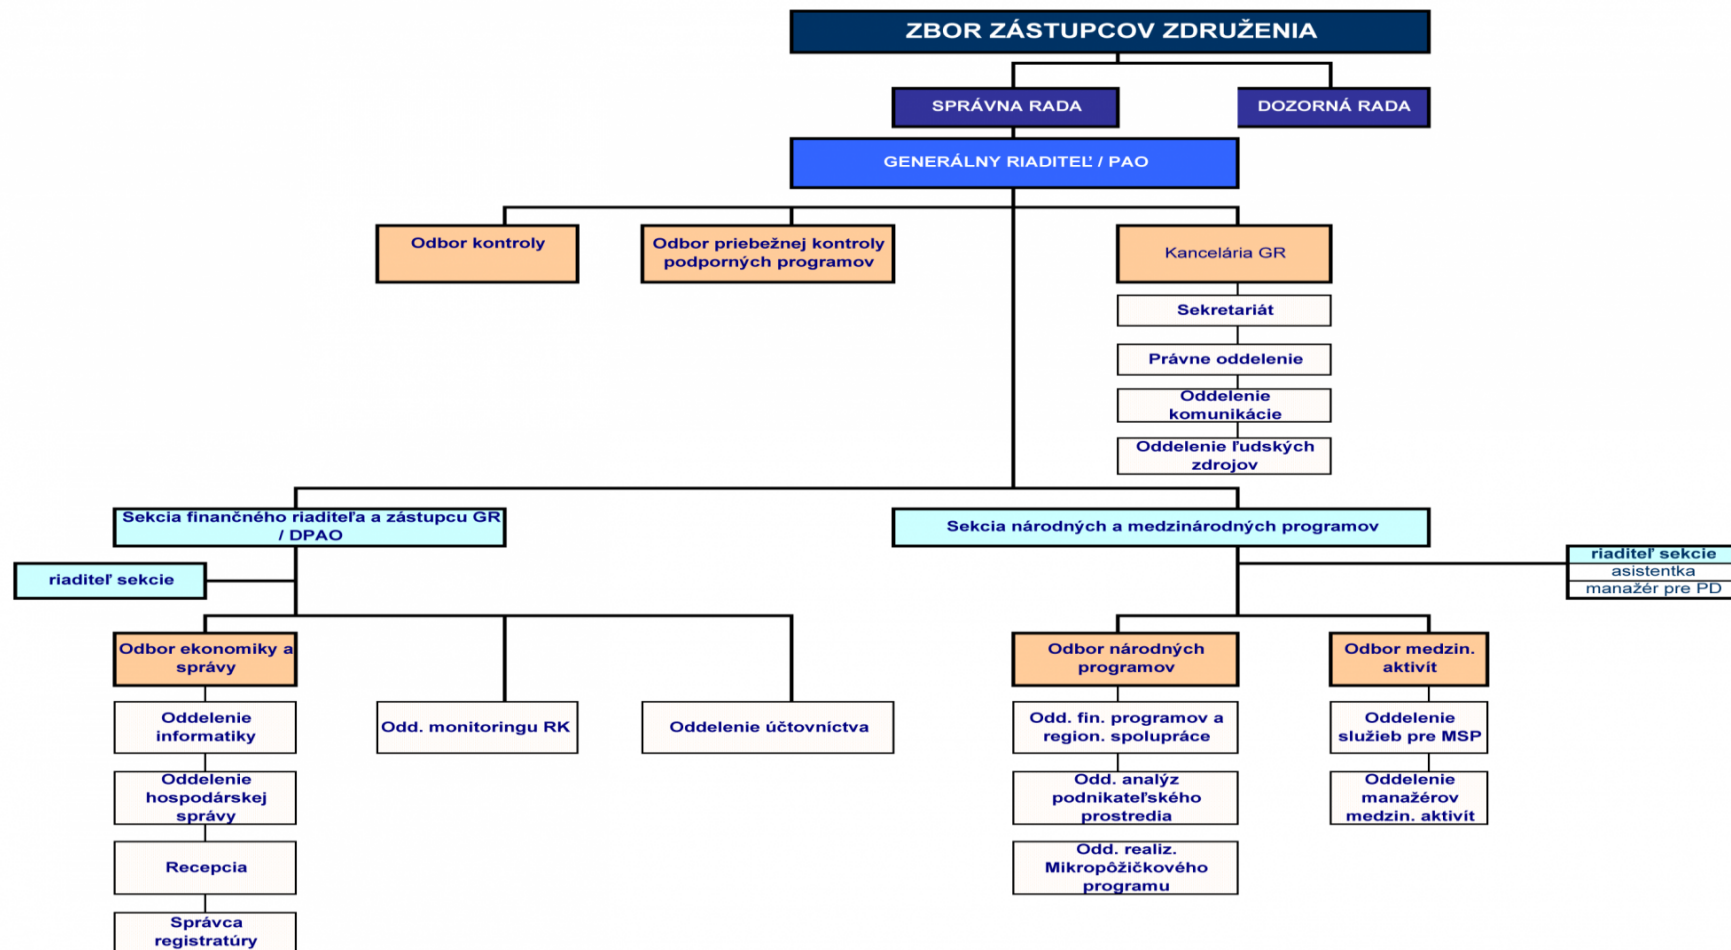 ZBOR ZÁSTUPCOV ZDRUŽENIA
SPRÁVNA RADA
DOZORNÁ RADA
GENERÁLNY RIADITEĽ / PAO
Odbor kontroly
Odbor priebežnej kontroly
podporných programov
Kancelária GR
Sekretariát
Právne oddelenie
Oddelenie
komunikácie
Oddelenie ľudských
zdrojov
Sekcia finančného riaditeľa a zástupcu GR
/ DPAO
Sekcia národných a medzinárodných programov
riaditeľ sekcie
riaditeľ sekcie
asistentka
manažér pre PD
Odbor ekonomiky a
správy
Odbor národných
programov
Odbor medzin.
aktivít
Oddelenie
informatiky
Odd. monitoringu RK
Oddelenie účtovníctva
Odd. fin. programov a
region. spolupráce
Oddelenie
služieb pre MSP
Oddelenie
hospodárskej
správy
Odd. analýz
podnikateľského
prostredia
Oddelenie
manažérov
medzin. aktivít
Recepcia
Odd. realiz.
Mikropôžičkového
programu
Správca
registratúry